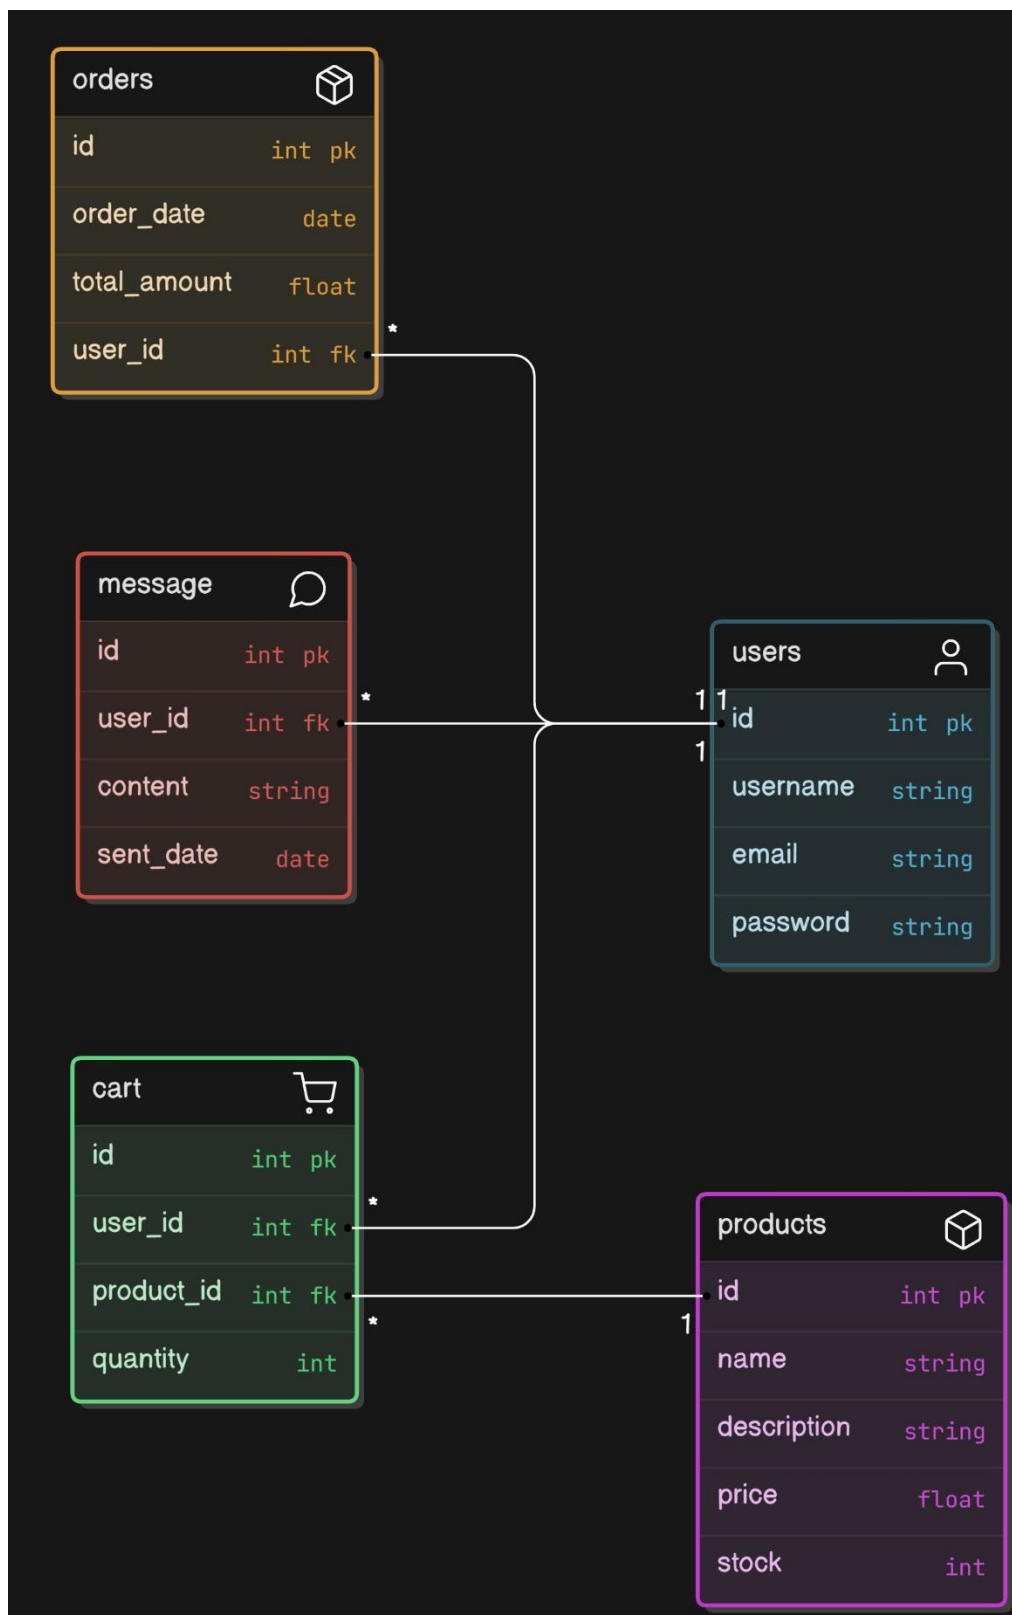 orders
id int pk
order_date date
total_amount float
user_id int fk
*
message
id int pk
user_id int fk
*
content string
sent_date date
users
1 1
id int pk
1
username string
email string
password string
cart
id int pk
*
user_id int fk
product_id int fk
*
quantity int
products
id int pk
1
name string
description string
price float
stock int